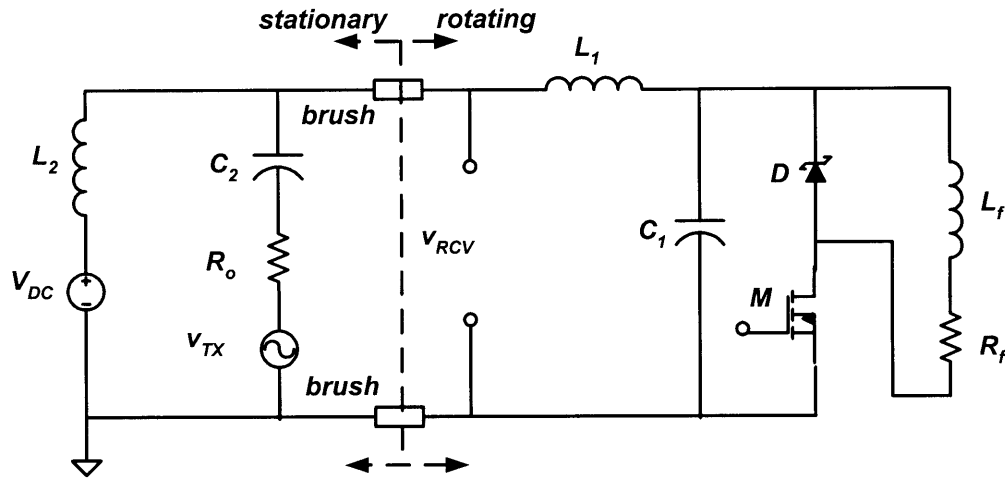 stationary rotating
L1
brush
L2
C2
D
Lf
vRCV
C1
Ro
VDC
M
vTX
Rf
brush